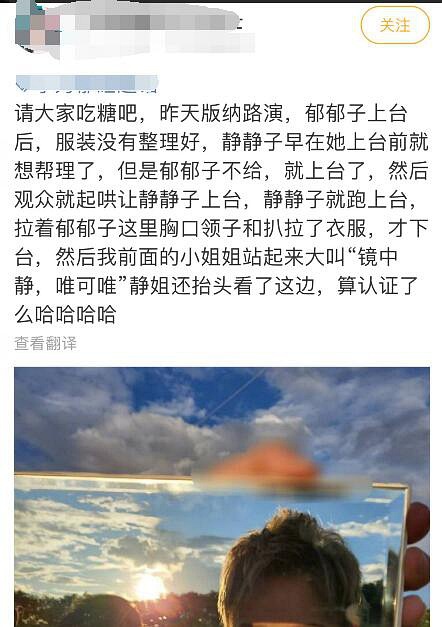 关注
请大家吃糖吧，昨天版纳路演，郁郁子上台
后，服装没有整理好，静静子早在她上台前就
想帮理了，但是郁郁子不给，就上台了，然后
观众就起哄让静静子上台，静静子就跑上台，
拉着郁郁子这里胸口领子和扒拉了衣服，才下
台，然后我前面的小姐姐站起来大叫“镜中
静，唯可唯”静姐还抬头看了这边，算认证了
么哈哈哈哈
查看翻译